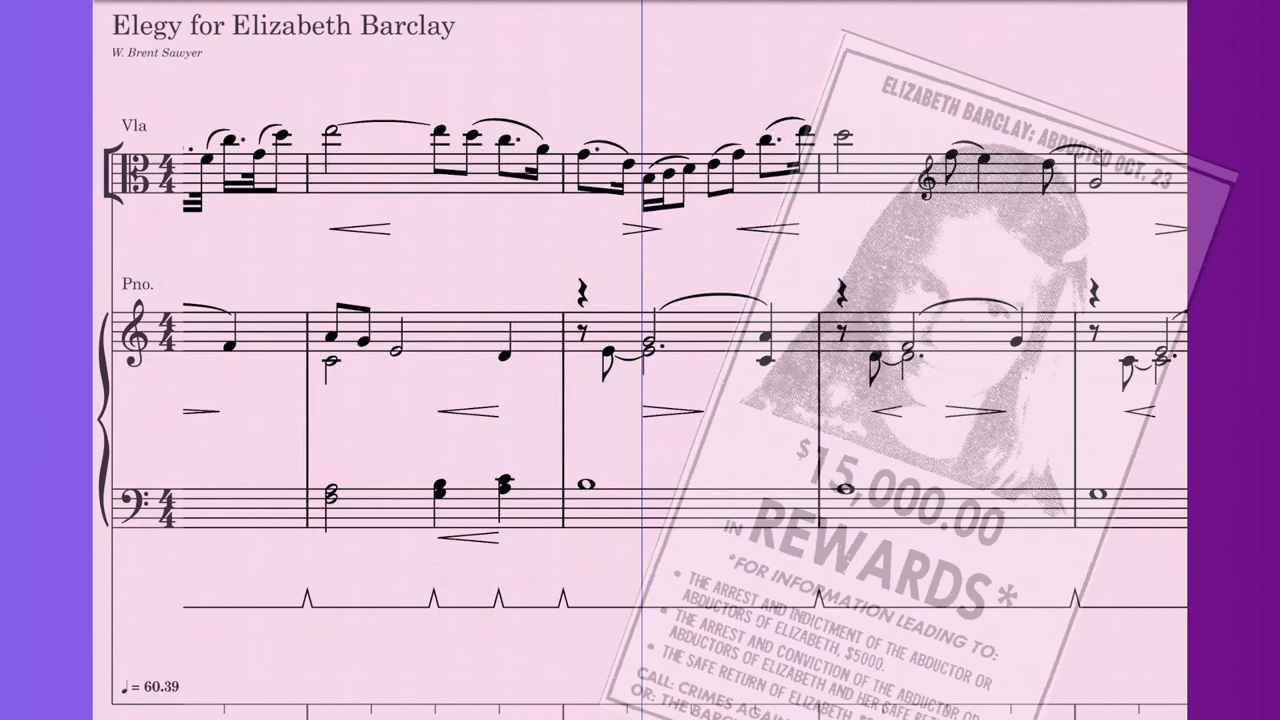 Elegy for Elizabeth Barclay
W. Brent Sawyer
Vla
Pno.
♩ = 60.39
ELIZABETH BARCLAY: ABDUCTED OCT. 23
$15,000.00
IN REWARDS*
*FOR INFORMATION LEADING TO:
• THE ARREST AND INDICTMENT OF THE ABDUCTOR OR
ABDUCTORS OF ELIZABETH, $5000.
• THE ARREST AND CONVICTION OF THE ABDUCTOR OR
ABDUCTORS OF ELIZABETH AND HER SAFE
• THE SAFE RETURN OF ELIZABETH
CALL: CRIMES
OR: THE